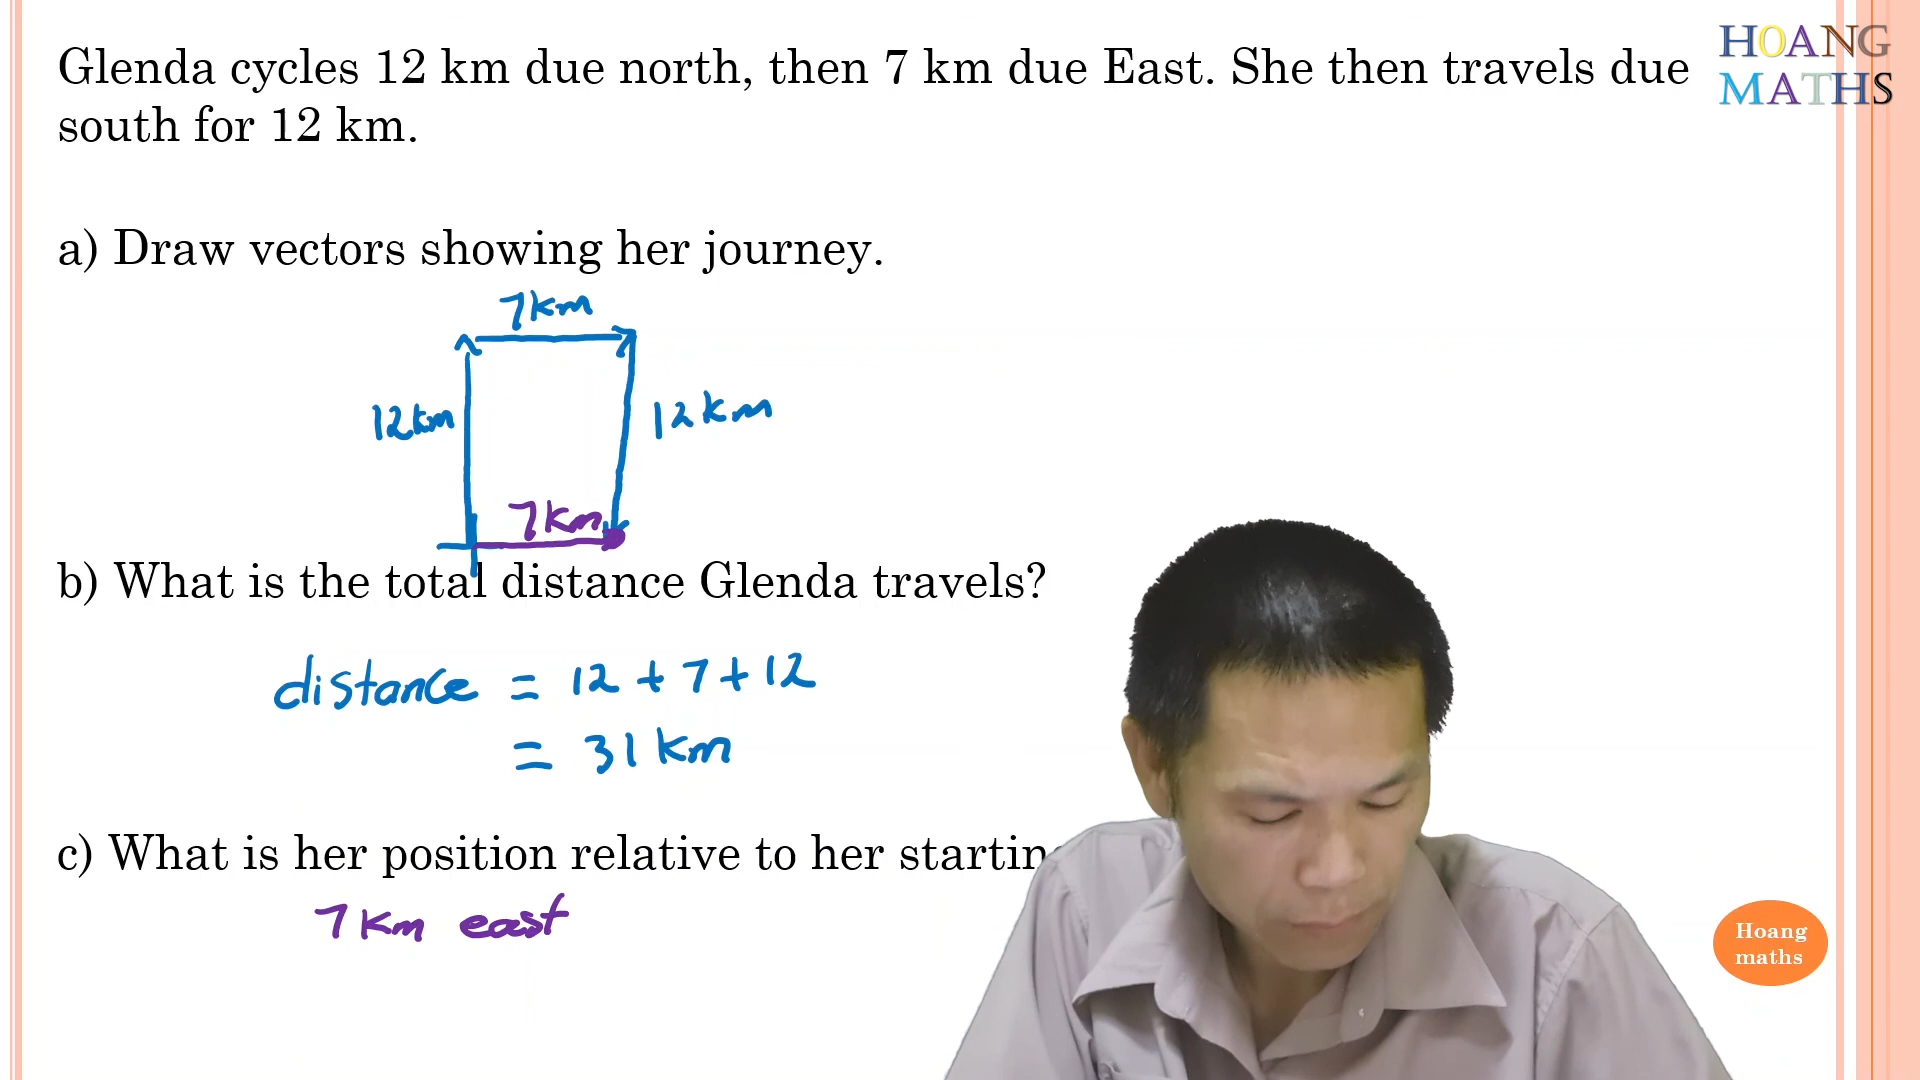 Glenda cycles 12 km due north, then 7 km due East. She then travels due
south for 12 km.
HOANG
MATHS
a) Draw vectors showing her journey.
7km
12km
12km
7km
b) What is the total distance Glenda travels?
distance = 12 + 7 + 12
= 31 km
c) What is her position relative to her
7 km east
Hoang
maths